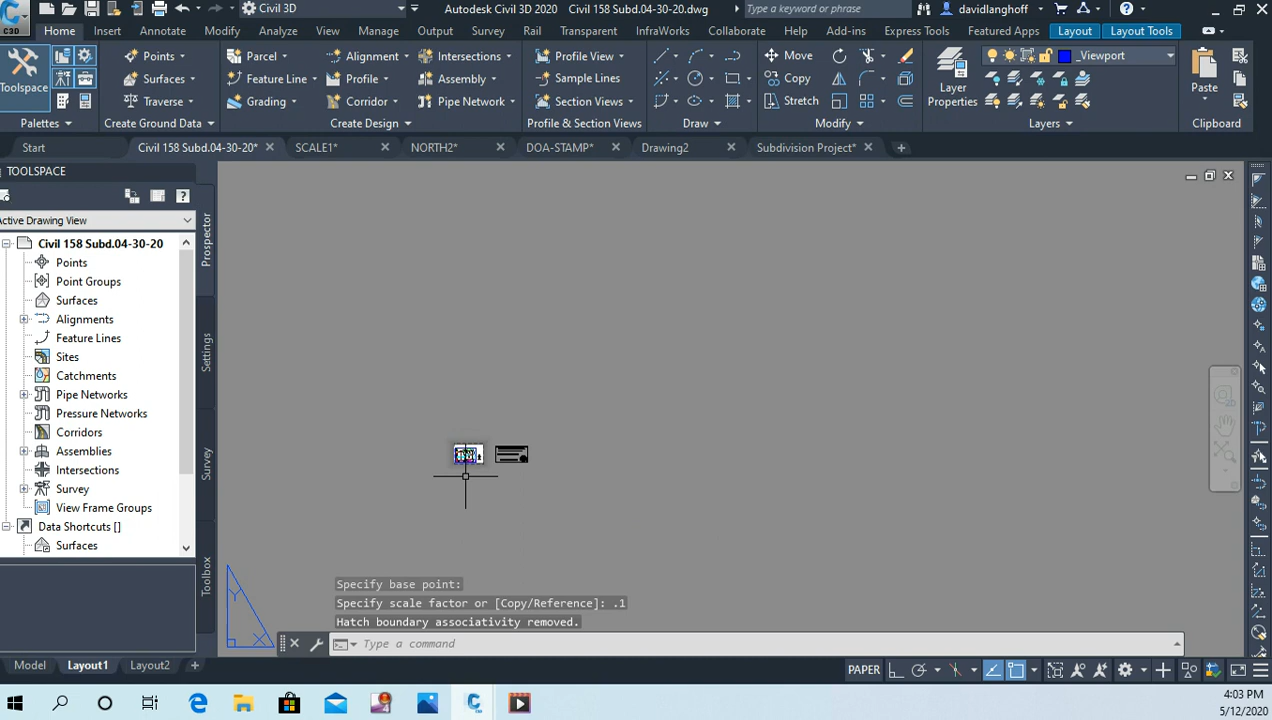 C3D
Civil 3D
Autodesk Civil 3D 2020 Civil 158 Subd.04-30-20.dwg
Type a keyword or phrase
davidlanghoff
Home Insert Annotate Modify Analyze View Manage Output Survey Rail Transparent InfraWorks Collaborate Help Add-ins Express Tools Featured Apps Layout Layout Tools
Toolspace
Palettes
Points
Surfaces
Traverse
Create Ground Data
Parcel
Feature Line
Grading
Alignment
Profile
Corridor
Intersections
Assembly
Pipe Network
Create Design
Profile View
Sample Lines
Section Views
Profile & Section Views
Draw
Move
Copy
Stretch
Modify
Layer
Properties
_Viewport
Layers
Paste
Clipboard
Start
Civil 158 Subd.04-30-20*
SCALE1*
NORTH2*
DOA-STAMP*
Drawing2
Subdivision Project*
TOOLSPACE
Active Drawing View
Civil 158 Subd.04-30-20
Points
Point Groups
Surfaces
Alignments
Feature Lines
Sites
Catchments
Pipe Networks
Pressure Networks
Corridors
Assemblies
Intersections
Survey
View Frame Groups
Data Shortcuts []
Surfaces
Prospector
Settings
Survey
Toolbox
Y
X
Specify base point:
Specify scale factor or [Copy/Reference]: .1
Hatch boundary associativity removed.
Type a command
Model Layout1 Layout2
PAPER
4:03 PM
5/12/2020